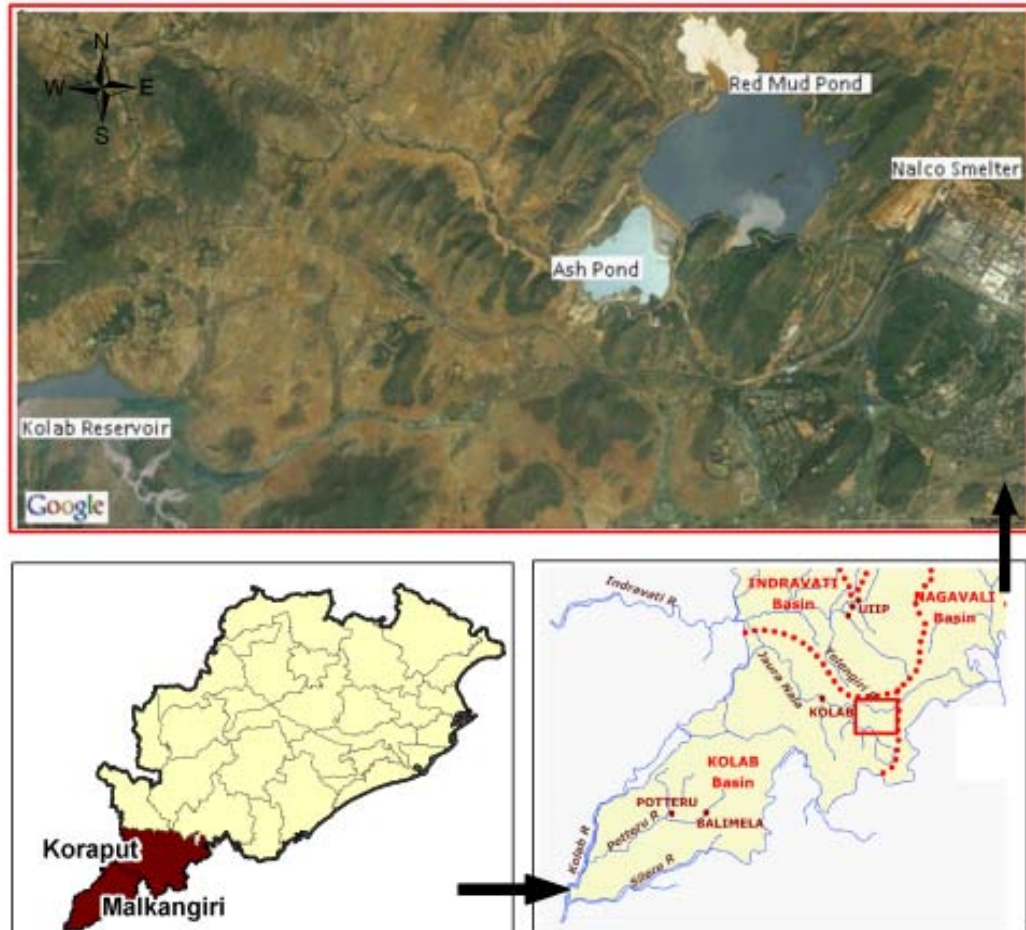 N
W E
S
Red Mud Pond
Nalco Smelter
Ash Pond
Kolab Reservoir
Google
Koraput
Malkangiri
Indravati R
INDRAVATI
Basin
UIIP
NAGAVALI
Basin
Jaura Nala
KOLAB
KOLAB
Basin
POTTERU
Potteru R
BALIMELA
Kolab R
Sileru R